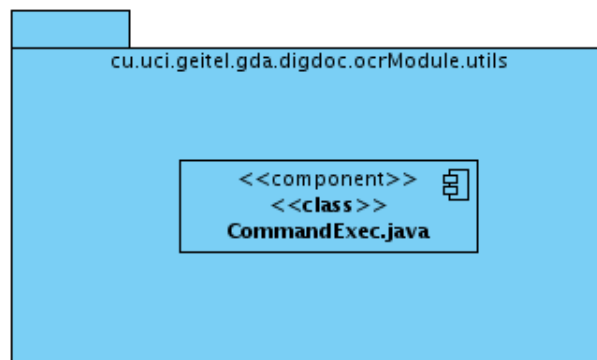 cu.uci.geitel.gda.digdoc.ocrModule.utils
<<component>>
<<class>>
CommandExec.java